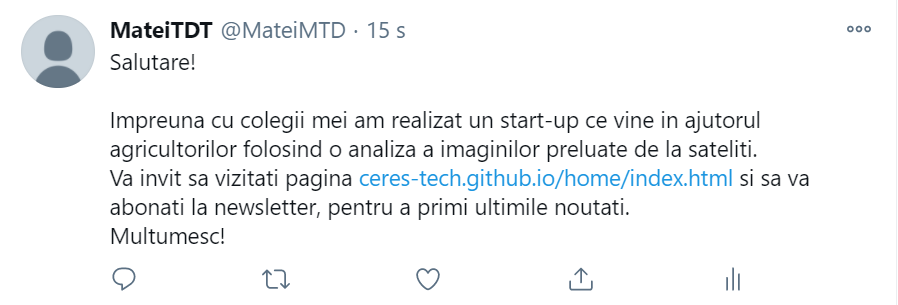 MateiTDT @MateiMTD · 15 s
Salutare!
Impreuna cu colegii mei am realizat un start-up ce vine in ajutorul
agricultorilor folosind o analiza a imaginilor preluate de la sateliti.
Va invit sa vizitati pagina ceres-tech.github.io/home/index.html si sa va
abonati la newsletter, pentru a primi ultimile noutati.
Multumesc!